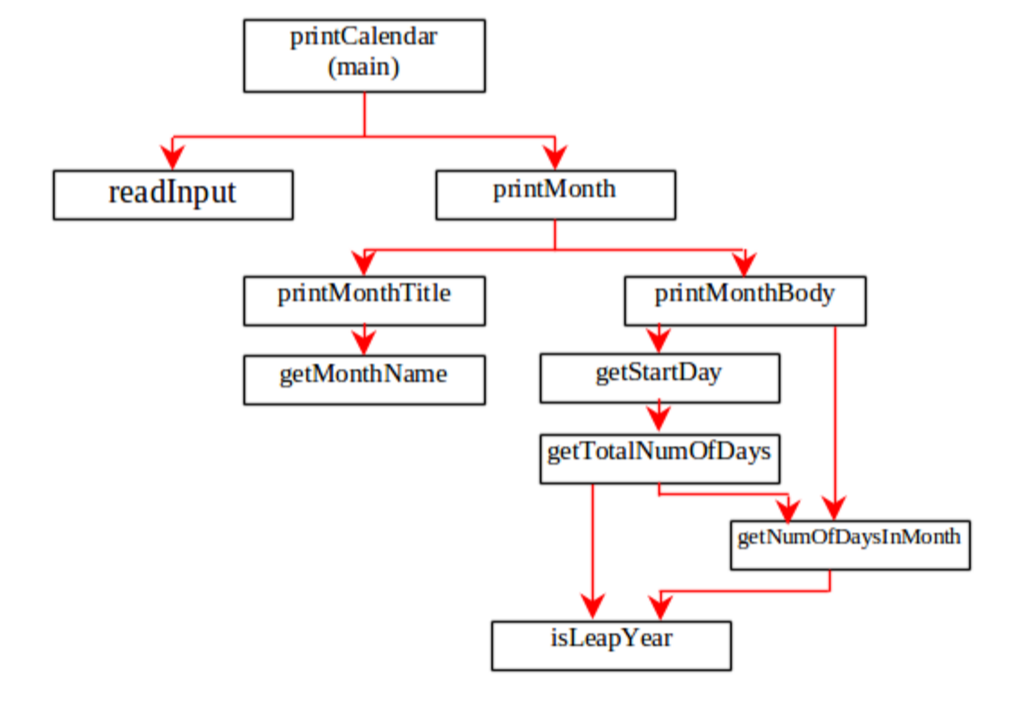 printCalendar
(main)
readInput
printMonth
printMonthTitle
printMonthBody
getMonthName
getStartDay
getTotalNumOfDays
getNumOfDaysInMonth
isLeapYear